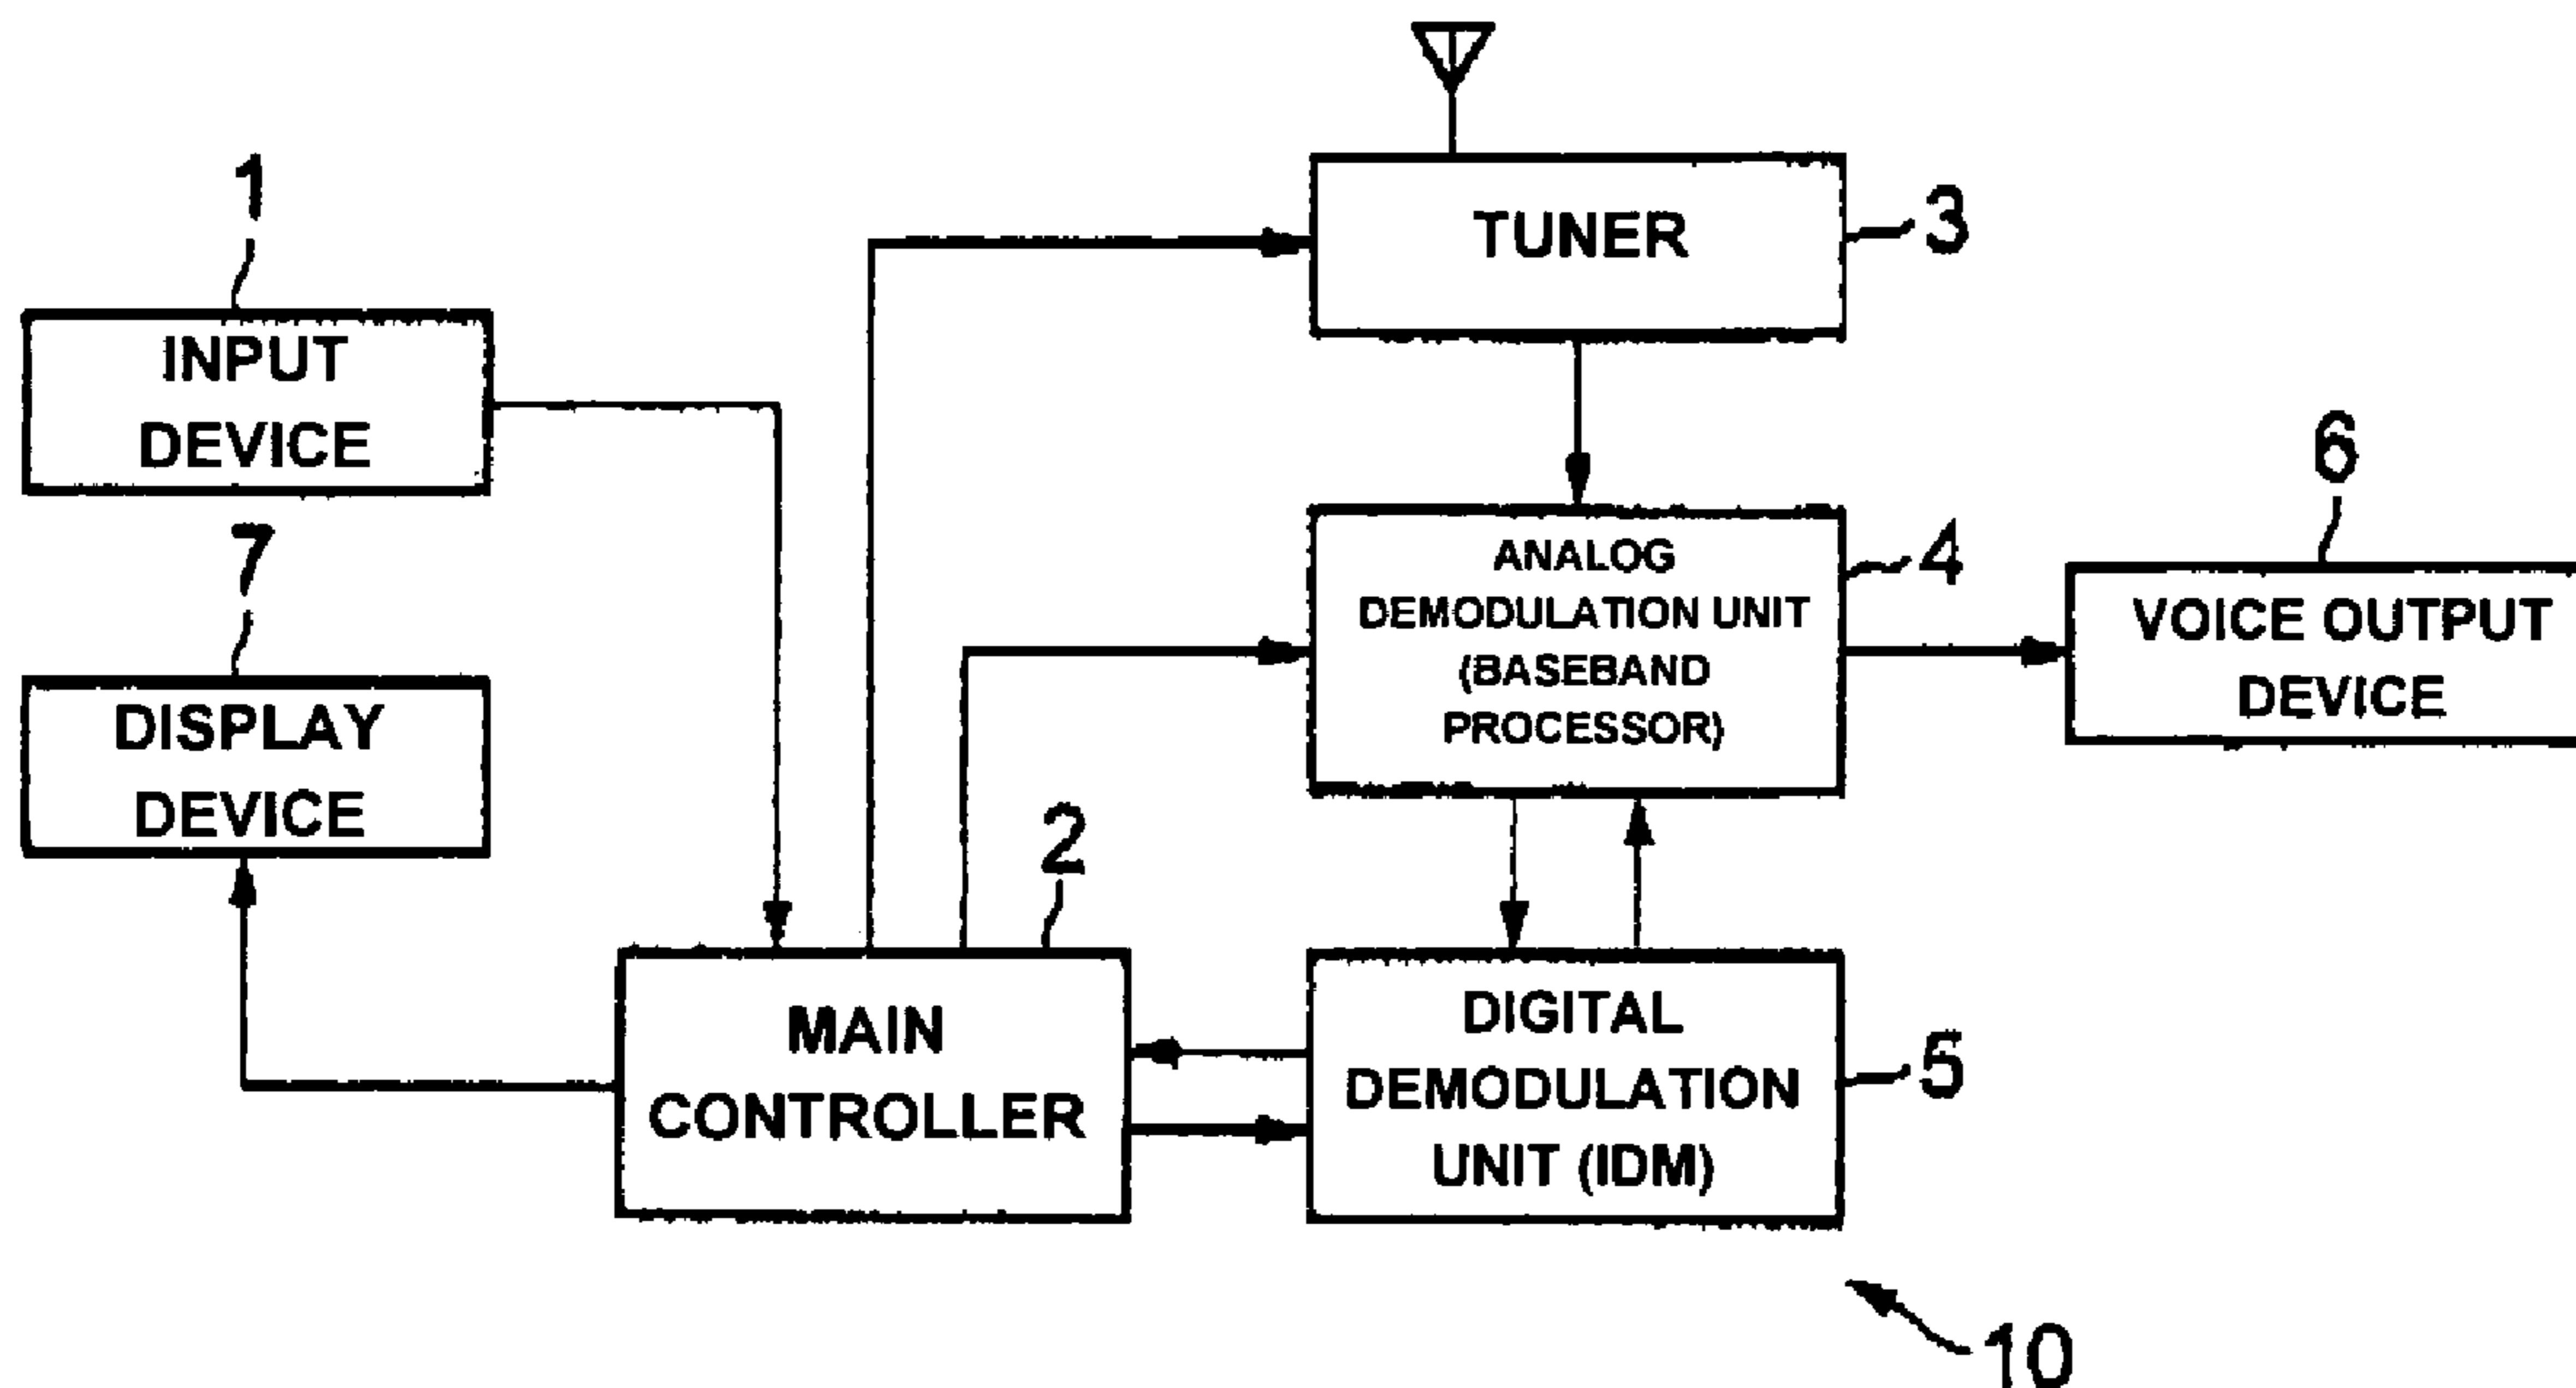 1
INPUT
DEVICE
7
DISPLAY
DEVICE
2
MAIN
CONTROLLER
TUNER
3
ANALOG
DEMODULATION UNIT
(BASEBAND
PROCESSOR)
4
DIGITAL
DEMODULATION
UNIT (IDM)
5
6
VOICE OUTPUT
DEVICE
10